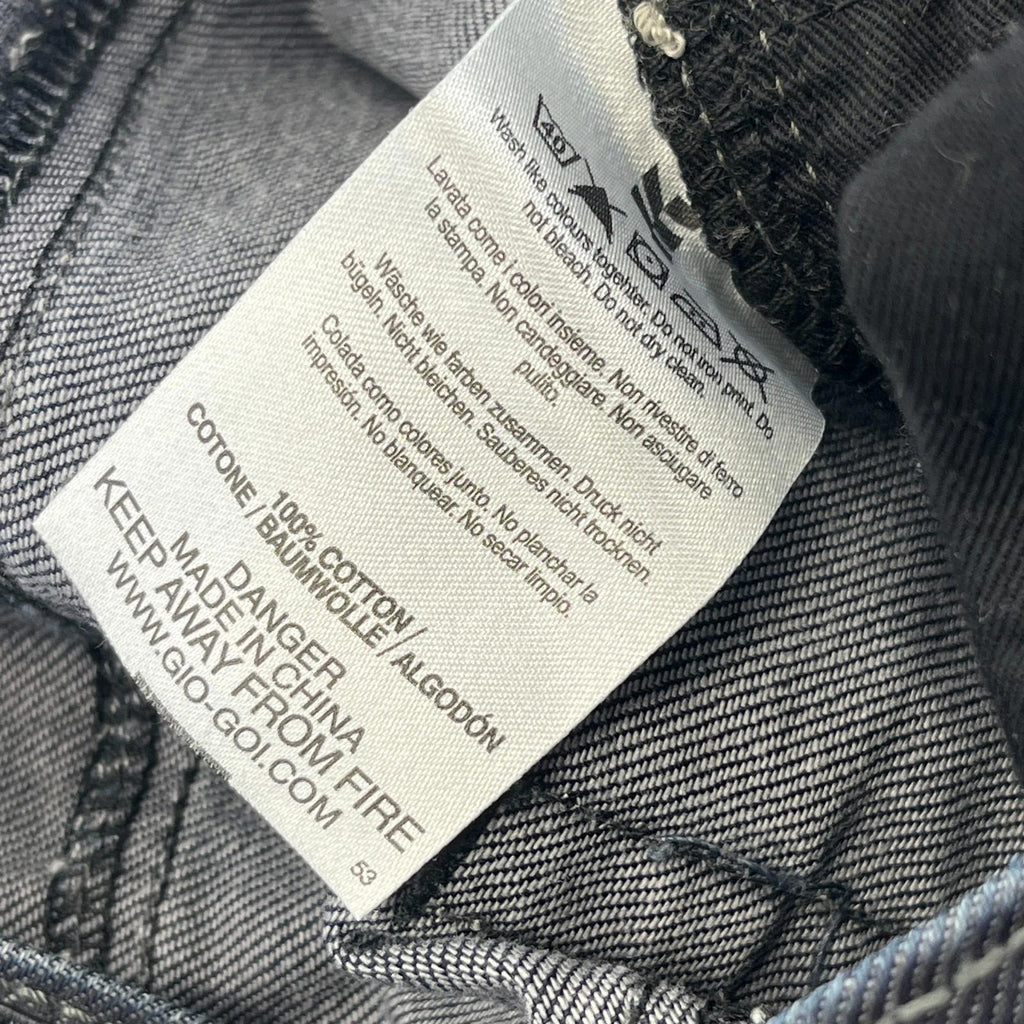 40
Wash like colours togehter. Do not iron print. Do
not bleach. Do not dry clean.
Lavata come i colori insieme. Non rivestire di ferro
la stampa. Non candeggiare. Non asciugare
pulito.
Wäsche wie farben zusammen. Druck nicht
bügeln. Nicht bleichen. Sauberes nicht trocknen.
Colada como colores junto. No planchar la
impresión. No blanquear. No secar limpio.
100% COTTON /
COTONE / BAUMWOLLE / ALGODÓN
DANGER
MADE IN CHINA
KEEP AWAY FROM FIRE
WWW.GIO-GOI.COM
53